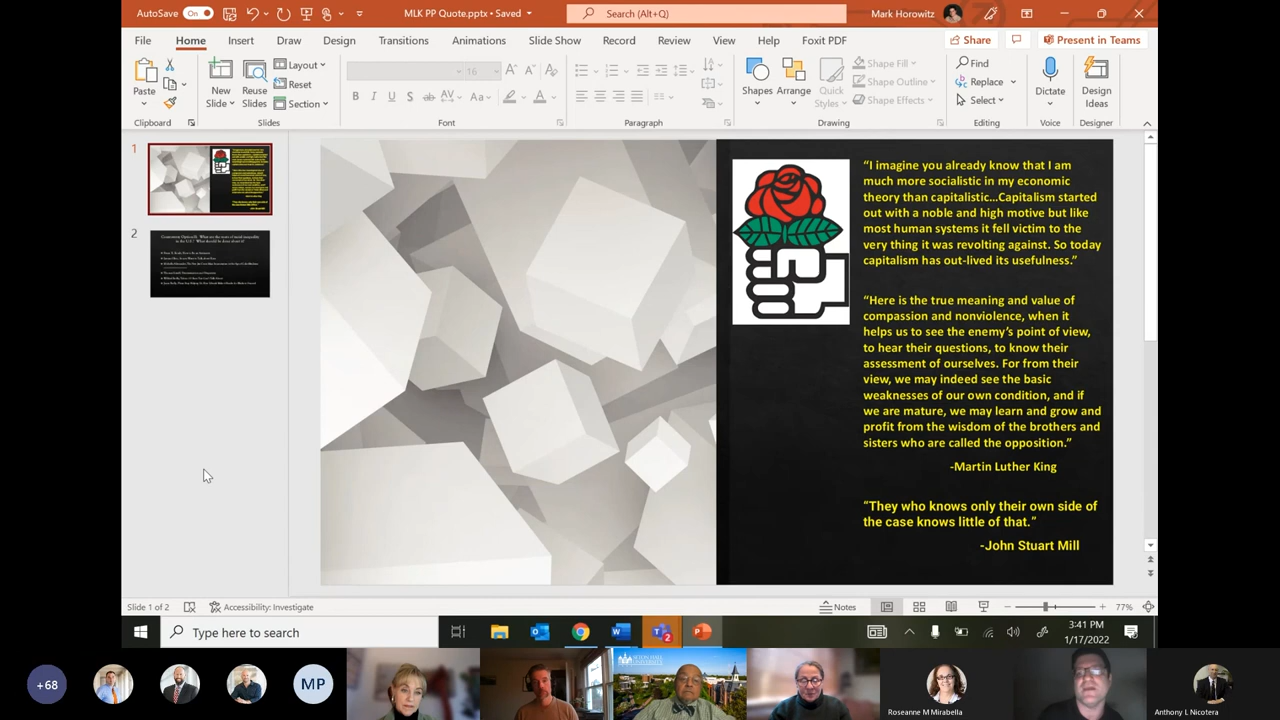 AutoSave On MLK PP Quote.pptx • Saved Search (Alt+Q) Mark Horowitz
File Home Insert Draw Design Transitions Animations Slide Show Record Review View Help Foxit PDF Share Present in Teams
Paste
New Slide
Reuse Slides
Layout
Reset
Section
16
Shapes
Arrange
Quick Styles
Shape Fill
Shape Outline
Shape Effects
Find
Replace
Select
Dictate
Design Ideas
Clipboard Slides Font Paragraph Drawing Editing Voice Designer
1
2
“I imagine you already know that I am
much more socialistic in my economic
theory than capitalistic…Capitalism started
out with a noble and high motive but like
most human systems it fell victim to the
very thing it was revolting against. So today
capitalism has out-lived its usefulness.”
“Here is the true meaning and value of
compassion and nonviolence, when it
helps us to see the enemy’s point of view,
to hear their questions, to know their
assessment of ourselves. For from their
view, we may indeed see the basic
weaknesses of our own condition, and if
we are mature, we may learn and grow and
profit from the wisdom of the brothers and
sisters who are called the opposition.”
-Martin Luther King
“They who knows only their own side of
the case knows little of that.”
-John Stuart Mill
Slide 1 of 2 Accessibility: Investigate Notes 77%
Type here to search
3:41 PM
1/17/2022
+68
MP
SETON HALL
UNIVERSITY
Roseanne M Mirabella
Anthony L Nicotera